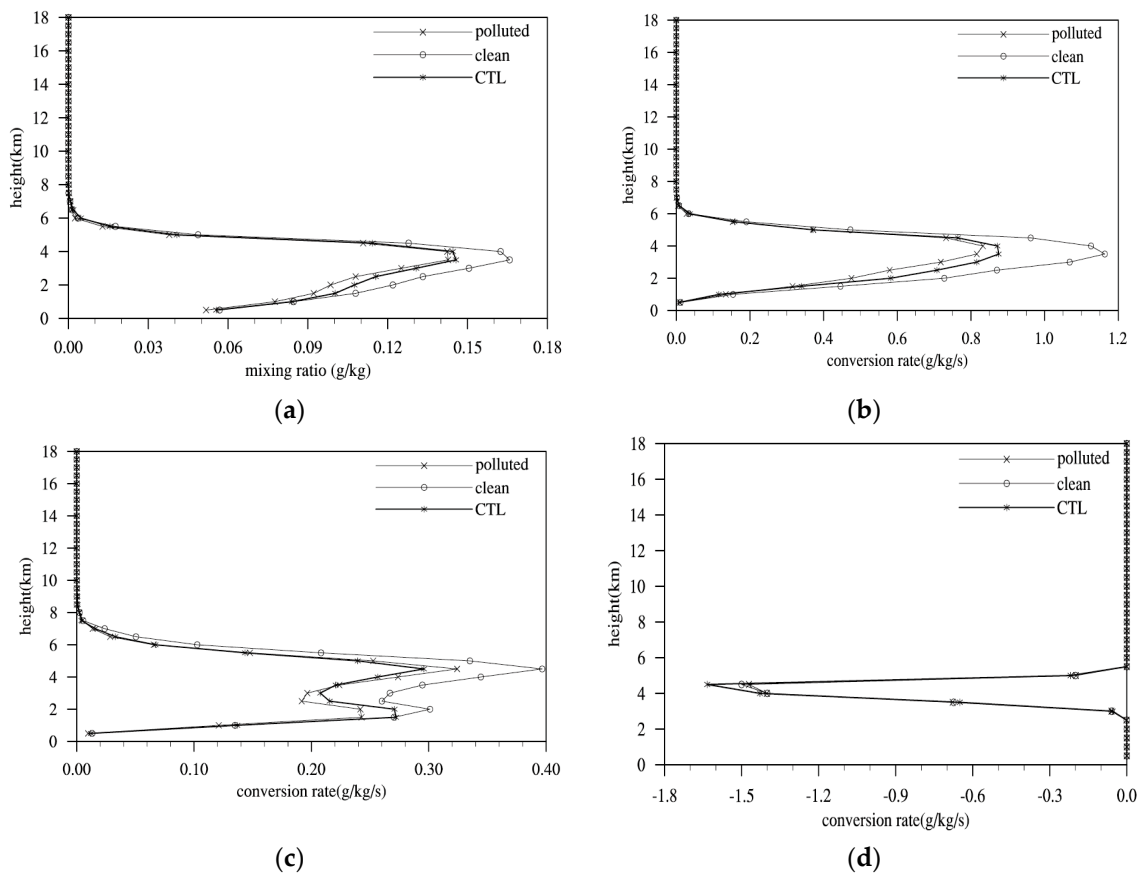 18
16
14
12
10
8
6
4
2
0
height(km)
polluted
clean
CTL
0.00 0.03 0.06 0.09 0.12 0.15 0.18
mixing ratio (g/kg)
(a)
18
16
14
12
10
8
6
4
2
0
height(km)
polluted
clean
CTL
0.0 0.2 0.4 0.6 0.8 1.0 1.2
conversion rate(g/kg/s)
(b)
18
16
14
12
10
8
6
4
2
0
height(km)
polluted
clean
CTL
0.00 0.10 0.20 0.30 0.40
conversion rate(g/kg/s)
(c)
18
16
14
12
10
8
6
4
2
0
height(km)
polluted
clean
CTL
-1.8 -1.5 -1.2 -0.9 -0.6 -0.3 0.0
conversion rate(g/kg/s)
(d)